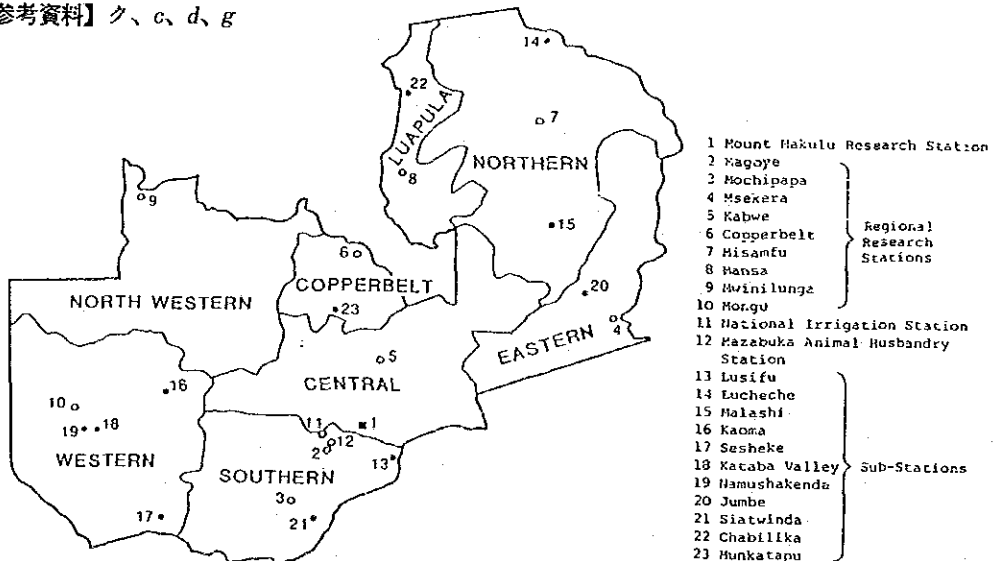 参考資料】ク、c、d、g
14
22
LUAPULA
7
8
NORTHERN
9
15
6
COPPERBELT
NORTH WESTERN
20
23
4
EASTERN
5
CENTRAL
16
10
19
18
11
1
12
2
WESTERN
13
SOUTHERN
3
17
21
1 Mount Makulu Research Station
2 Magoye
3 Mochipapa
4 Msekera
5 Kabwe
6 Copperbelt
7 Misamfu
8 Mansa
9 Mwinilunga
10 Mongu
Regional
Research
Stations
11 National Irrigation Station
12 Mazabuka Animal Husbandry
Station
13 Lusifu
14 Lucheche
15 Malashi
16 Kaoma
17 Sesheke
18 Kataba Valley
19 Namushakenda
20 Jumbe
21 Siatwinda
22 Chabilika
23 Munkatapu
Sub-Stations